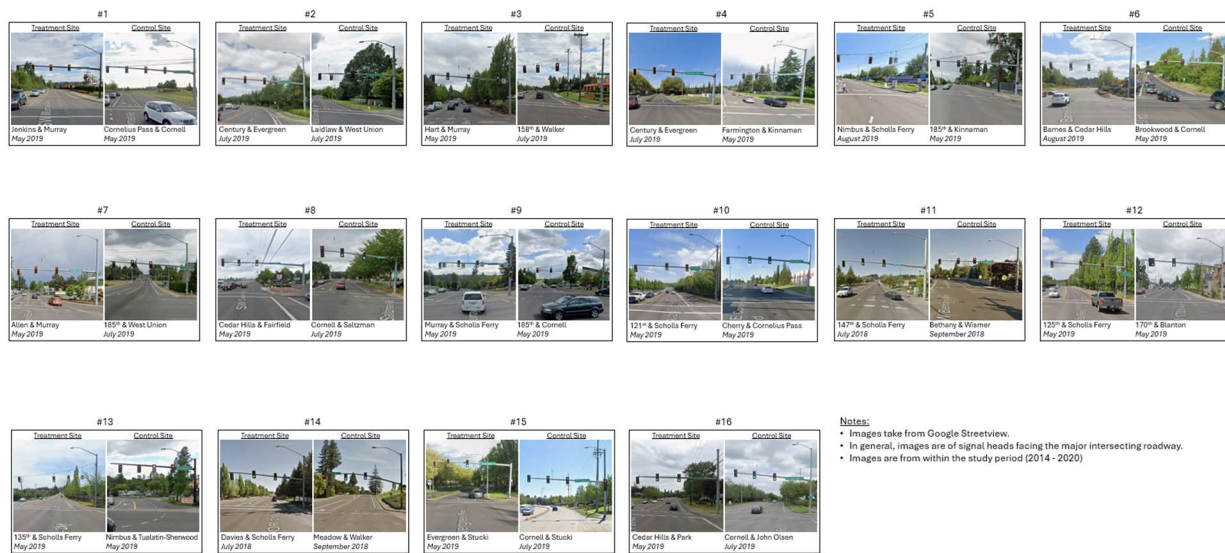 #1
Treatment Site Control Site
Jenkins & Murray Cornelius Pass & Cornell
May 2019 May 2019
#2
Treatment Site Control Site
Century & Evergreen Laidlaw & West Union
July 2019 July 2019
#3
Treatment Site Control Site
Hart & Murray 158th & Walker
May 2019 July 2019
#4
Treatment Site Control Site
Century & Evergreen Farmington & Kinnaman
July 2019 May 2019
#5
Treatment Site Control Site
Nimbus & Scholls Ferry 185th & Kinnaman
August 2019 May 2019
#6
Treatment Site Control Site
Barnes & Cedar Hills Brookwood & Cornell
August 2019 May 2019
#7
Treatment Site Control Site
Allen & Murray 185th & West Union
May 2019 July 2019
#8
Treatment Site Control Site
Cedar Hills & Fairfield Cornell & Saltzman
May 2019 July 2019
#9
Treatment Site Control Site
Murray & Scholls Ferry 185th & Cornell
May 2019 May 2019
#10
Treatment Site Control Site
121st & Scholls Ferry Cherry & Cornelius Pass
May 2019 May 2019
#11
Treatment Site Control Site
147th & Scholls Ferry Bethany & Wismer
July 2018 September 2018
#12
Treatment Site Control Site
125th & Scholls Ferry 170th & Blanton
May 2019 May 2019
#13
Treatment Site Control Site
135th & Scholls Ferry Nimbus & Tualatin-Sherwood
May 2019 May 2019
#14
Treatment Site Control Site
Davies & Scholls Ferry Meadow & Walker
July 2018 September 2018
#15
Treatment Site Control Site
Evergreen & Stucki Cornell & Stucki
May 2019 July 2019
#16
Treatment Site Control Site
Cedar Hills & Park Cornell & John Olsen
May 2019 July 2019
Notes:
• Images take from Google Streetview.
• In general, images are of signal heads facing the major intersecting roadway.
• Images are from within the study period (2014 - 2020)